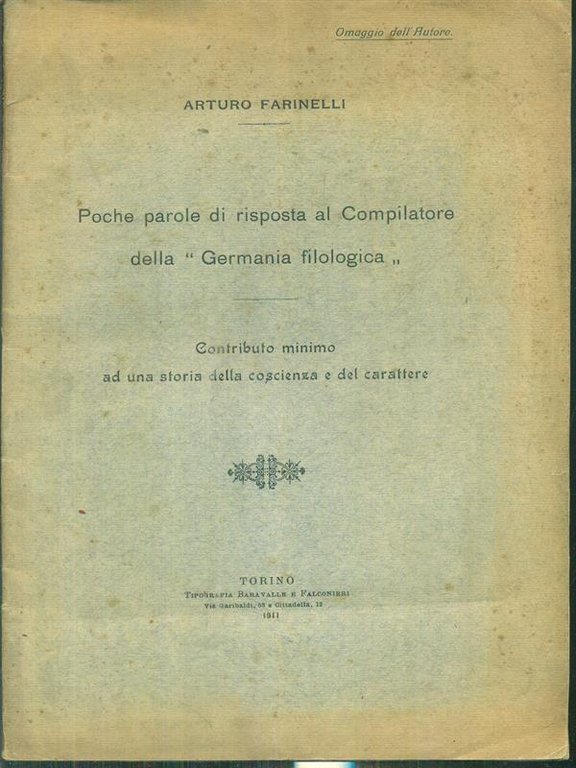 Omaggio dell'Autore.
ARTURO FARINELLI
Poche parole di risposta al Compilatore
della “ Germania filologica „
Contributo minimo
ad una storia della coscienza e del carattere
TORINO
TIPOGRAFIA BARAVALLE E FALCONIERI
Via Garibaldi, 53 e Cittadella, 12
1911